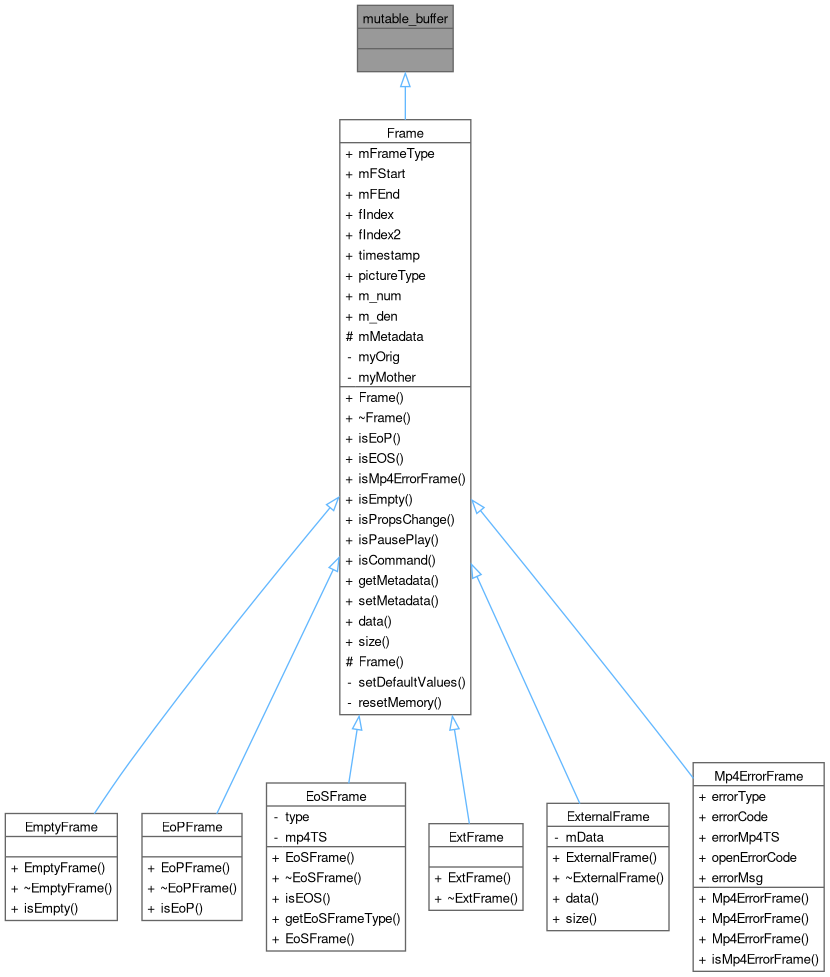 mutable_buffer
Frame
+ mFrameType
+ mFStart
+ mFEnd
+ fIndex
+ fIndex2
+ timestamp
+ pictureType
+ m_num
+ m_den
# mMetadata
- myOrig
- myMother
+ Frame()
+ ~Frame()
+ isEoP()
+ isEOS()
+ isMp4ErrorFrame()
+ isEmpty()
+ isPropsChange()
+ isPausePlay()
+ isCommand()
+ getMetadata()
+ setMetadata()
+ data()
+ size()
# Frame()
- setDefaultValues()
- resetMemory()
EmptyFrame
+ EmptyFrame()
+ ~EmptyFrame()
+ isEmpty()
EoPFrame
+ EoPFrame()
+ ~EoPFrame()
+ isEoP()
EoSFrame
- type
- mp4TS
+ EoSFrame()
+ ~EoSFrame()
+ isEOS()
+ getEoSFrameType()
+ EoSFrame()
ExtFrame
+ ExtFrame()
+ ~ExtFrame()
ExternalFrame
- mData
+ ExternalFrame()
+ ~ExternalFrame()
+ data()
+ size()
Mp4ErrorFrame
+ errorType
+ errorCode
+ errorMp4TS
+ openErrorCode
+ errorMsg
+ Mp4ErrorFrame()
+ Mp4ErrorFrame()
+ Mp4ErrorFrame()
+ isMp4ErrorFrame()